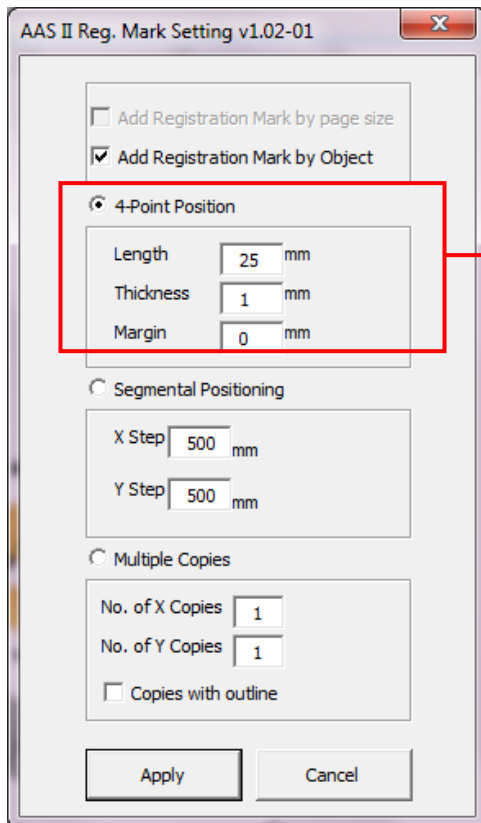 AAS II Reg. Mark Setting v1.02-01
Add Registration Mark by page size
Add Registration Mark by Object
4-Point Position
Length 25 mm
Thickness 1 mm
Margin 0 mm
Segmental Positioning
X Step 500 mm
Y Step 500 mm
Multiple Copies
No. of X Copies 1
No. of Y Copies 1
Copies with outline
Apply Cancel